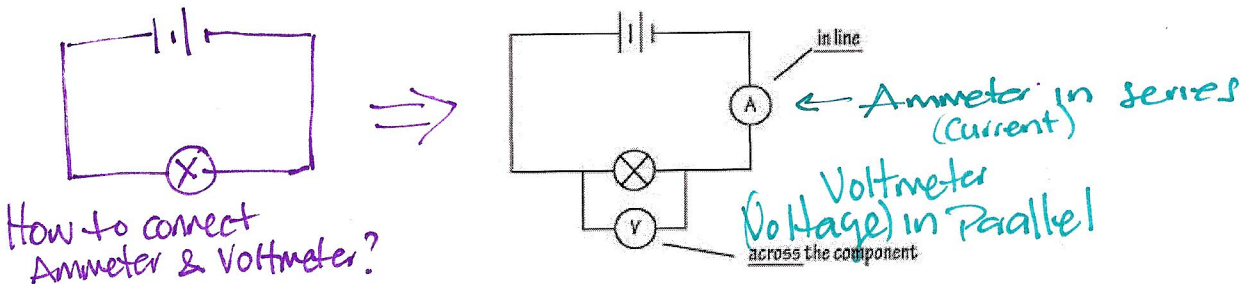 How to connect
Ammeter & Voltmeter?
in line
A
← Ammeter in series
(Current)
Voltmeter
(Voltage) in Parallel
V
across the component